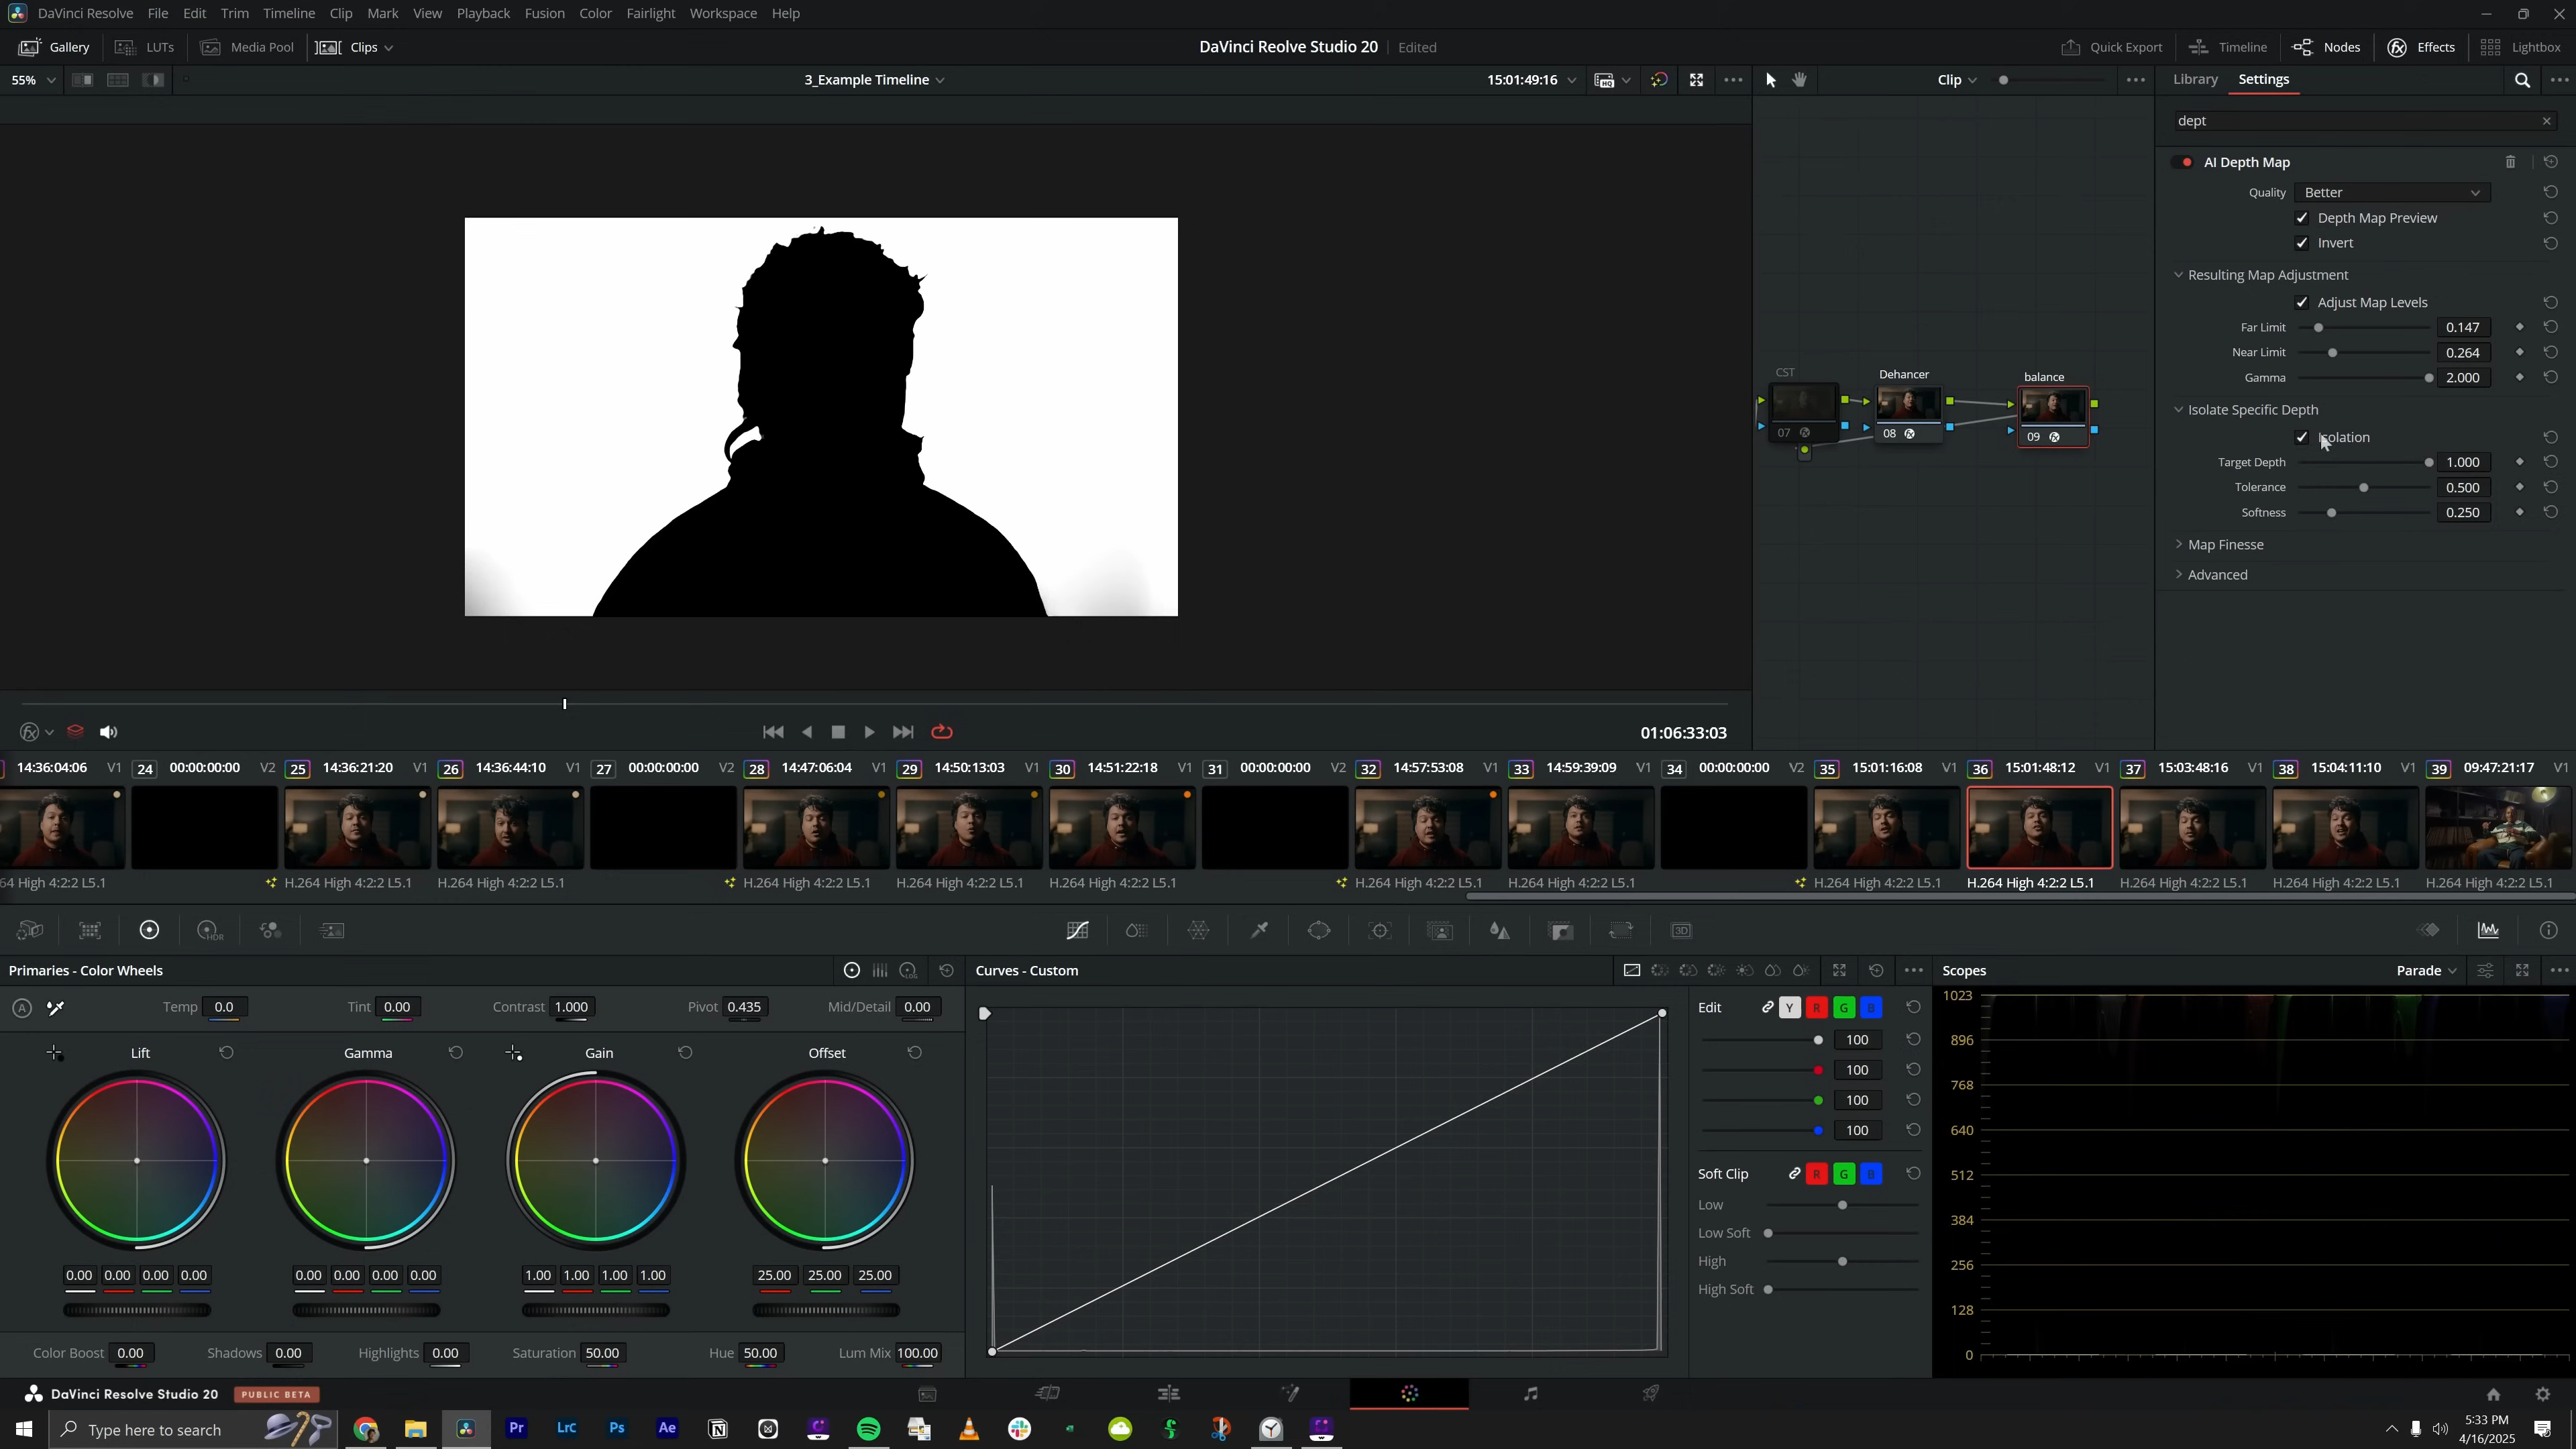 DaVinci Resolve File Edit Trim Timeline Clip Mark View Playback Fusion Color Fairlight Workspace Help
Gallery LUTs Media Pool Clips DaVinci Reolve Studio 20 Edited Quick Export Timeline Nodes Effects Lightbox
55% 3_Example Timeline 15:01:49:16 Clip Library Settings
dept
AI Depth Map
Quality Better
Depth Map Preview
Invert
Resulting Map Adjustment
Adjust Map Levels
Far Limit 0.147
Near Limit 0.264
Gamma 2.000
Isolate Specific Depth
Isolation
Target Depth 1.000
Tolerance 0.500
Softness 0.250
Map Finesse
Advanced
CST Dehancer balance
07 08 09
01:06:33:03
14:36:04:06 V1 24 00:00:00:00 V2 25 14:36:21:20 V1 26 14:36:44:10 V1 27 00:00:00:00 V2 28 14:47:06:04 V1 29 14:50:13:03 V1 30 14:51:22:18 V1 31 00:00:00:00 V2 32 14:57:53:08 V1 33 14:59:39:09 V1 34 00:00:00:00 V2 35 15:01:16:08 V1 36 15:01:48:12 V1 37 15:03:48:16 V1 38 15:04:11:10 V1 39 09:47:21:17 V1
64 High 4:2:2 L5.1 H.264 High 4:2:2 L5.1 H.264 High 4:2:2 L5.1 H.264 High 4:2:2 L5.1 H.264 High 4:2:2 L5.1 H.264 High 4:2:2 L5.1 H.264 High 4:2:2 L5.1 H.264 High 4:2:2 L5.1 H.264 High 4:2:2 L5.1 H.264 High 4:2:2 L5.1 H.264 High 4:2:2 L5.1 H.264 High 4:2:2 L5.1 H.264 High 4:2:2 L5.1
HDR 3D
Primaries - Color Wheels LOG Curves - Custom Scopes Parade
A Temp 0.0 Tint 0.00 Contrast 1.000 Pivot 0.435 Mid/Detail 0.00
Lift Gamma Gain Offset
0.00 0.00 0.00 0.00 0.00 0.00 0.00 0.00 1.00 1.00 1.00 1.00 25.00 25.00 25.00
Color Boost 0.00 Shadows 0.00 Highlights 0.00 Saturation 50.00 Hue 50.00 Lum Mix 100.00
Edit Y R G B
100
100
100
100
Soft Clip R G B
Low
Low Soft
High
High Soft
1023
896
768
640
512
384
256
128
0
DaVinci Resolve Studio 20 PUBLIC BETA
Type here to search Pr Lrc Ps Ae
5:33 PM
4/16/2025